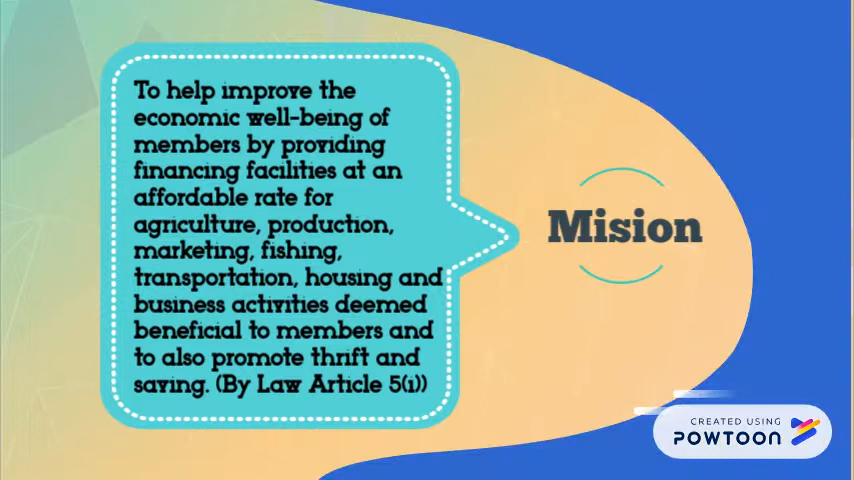 To help improve the
economic well-being of
members by providing
financing facilities at an
affordable rate for
agriculture, production,
marketing, fishing,
transportation, housing and
business activities deemed
beneficial to members and
to also promote thrift and
saving. (By Law Article 5(1))
Mision
CREATED USING
POWTOON